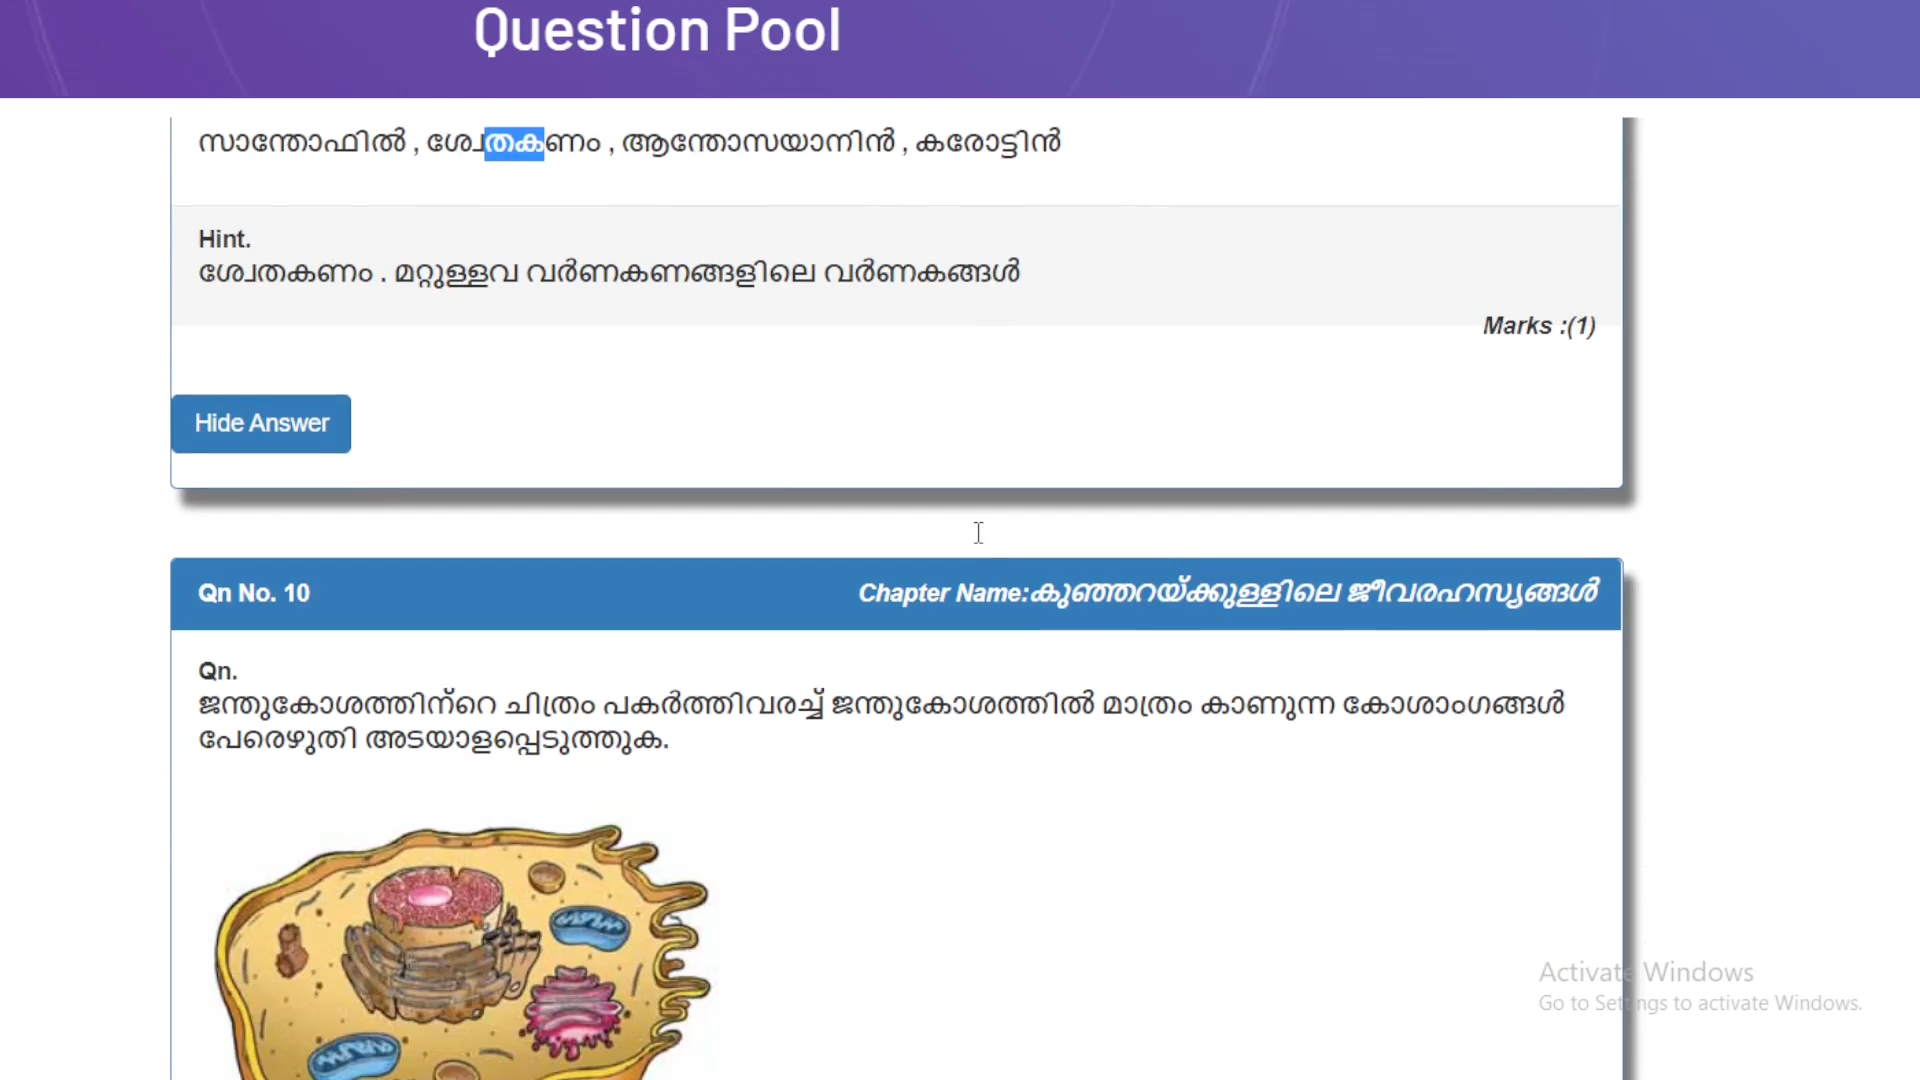 Question Pool
സാന്തോഫിൽ , ശ്വേതകണം , ആന്തോസയാനിൻ , കരോട്ടിൻ
Hint.
ശ്വേതകണം . മറ്റുള്ളവ വർണകണങ്ങളിലെ വർണകങ്ങൾ
Marks :(1)
Hide Answer
Qn No. 10
Chapter Name:കുഞ്ഞറയ്ക്കുള്ളിലെ ജീവരഹസ്യങ്ങൾ
Qn.
ജന്തുകോശത്തിന്റെ ചിത്രം പകർത്തിവരച്ച് ജന്തുകോശത്തിൽ മാത്രം കാണുന്ന കോശാംഗങ്ങൾ
പേരെഴുതി അടയാളപ്പെടുത്തുക.
Activate Windows
Go to Settings to activate Windows.